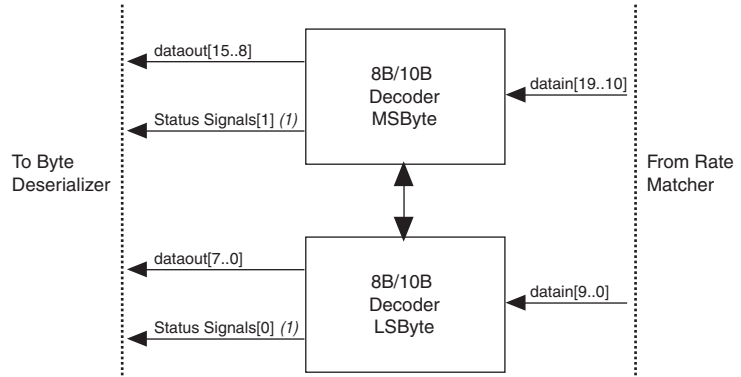 dataout[15..8]
8B/10B
Decoder
MSByte
datain[19..10]
Status Signals[1] (1)
To Byte
Deserializer
From Rate
Matcher
dataout[7..0]
8B/10B
Decoder
LSByte
datain[9..0]
Status Signals[0] (1)